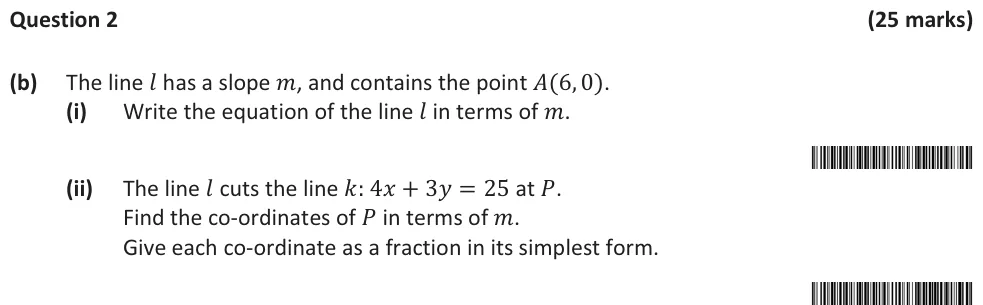 Question 2 (25 marks)
(b) The line l has a slope m, and contains the point A(6, 0).
(i) Write the equation of the line l in terms of m.
(ii) The line l cuts the line k: 4x + 3y = 25 at P.
Find the co-ordinates of P in terms of m.
Give each co-ordinate as a fraction in its simplest form.